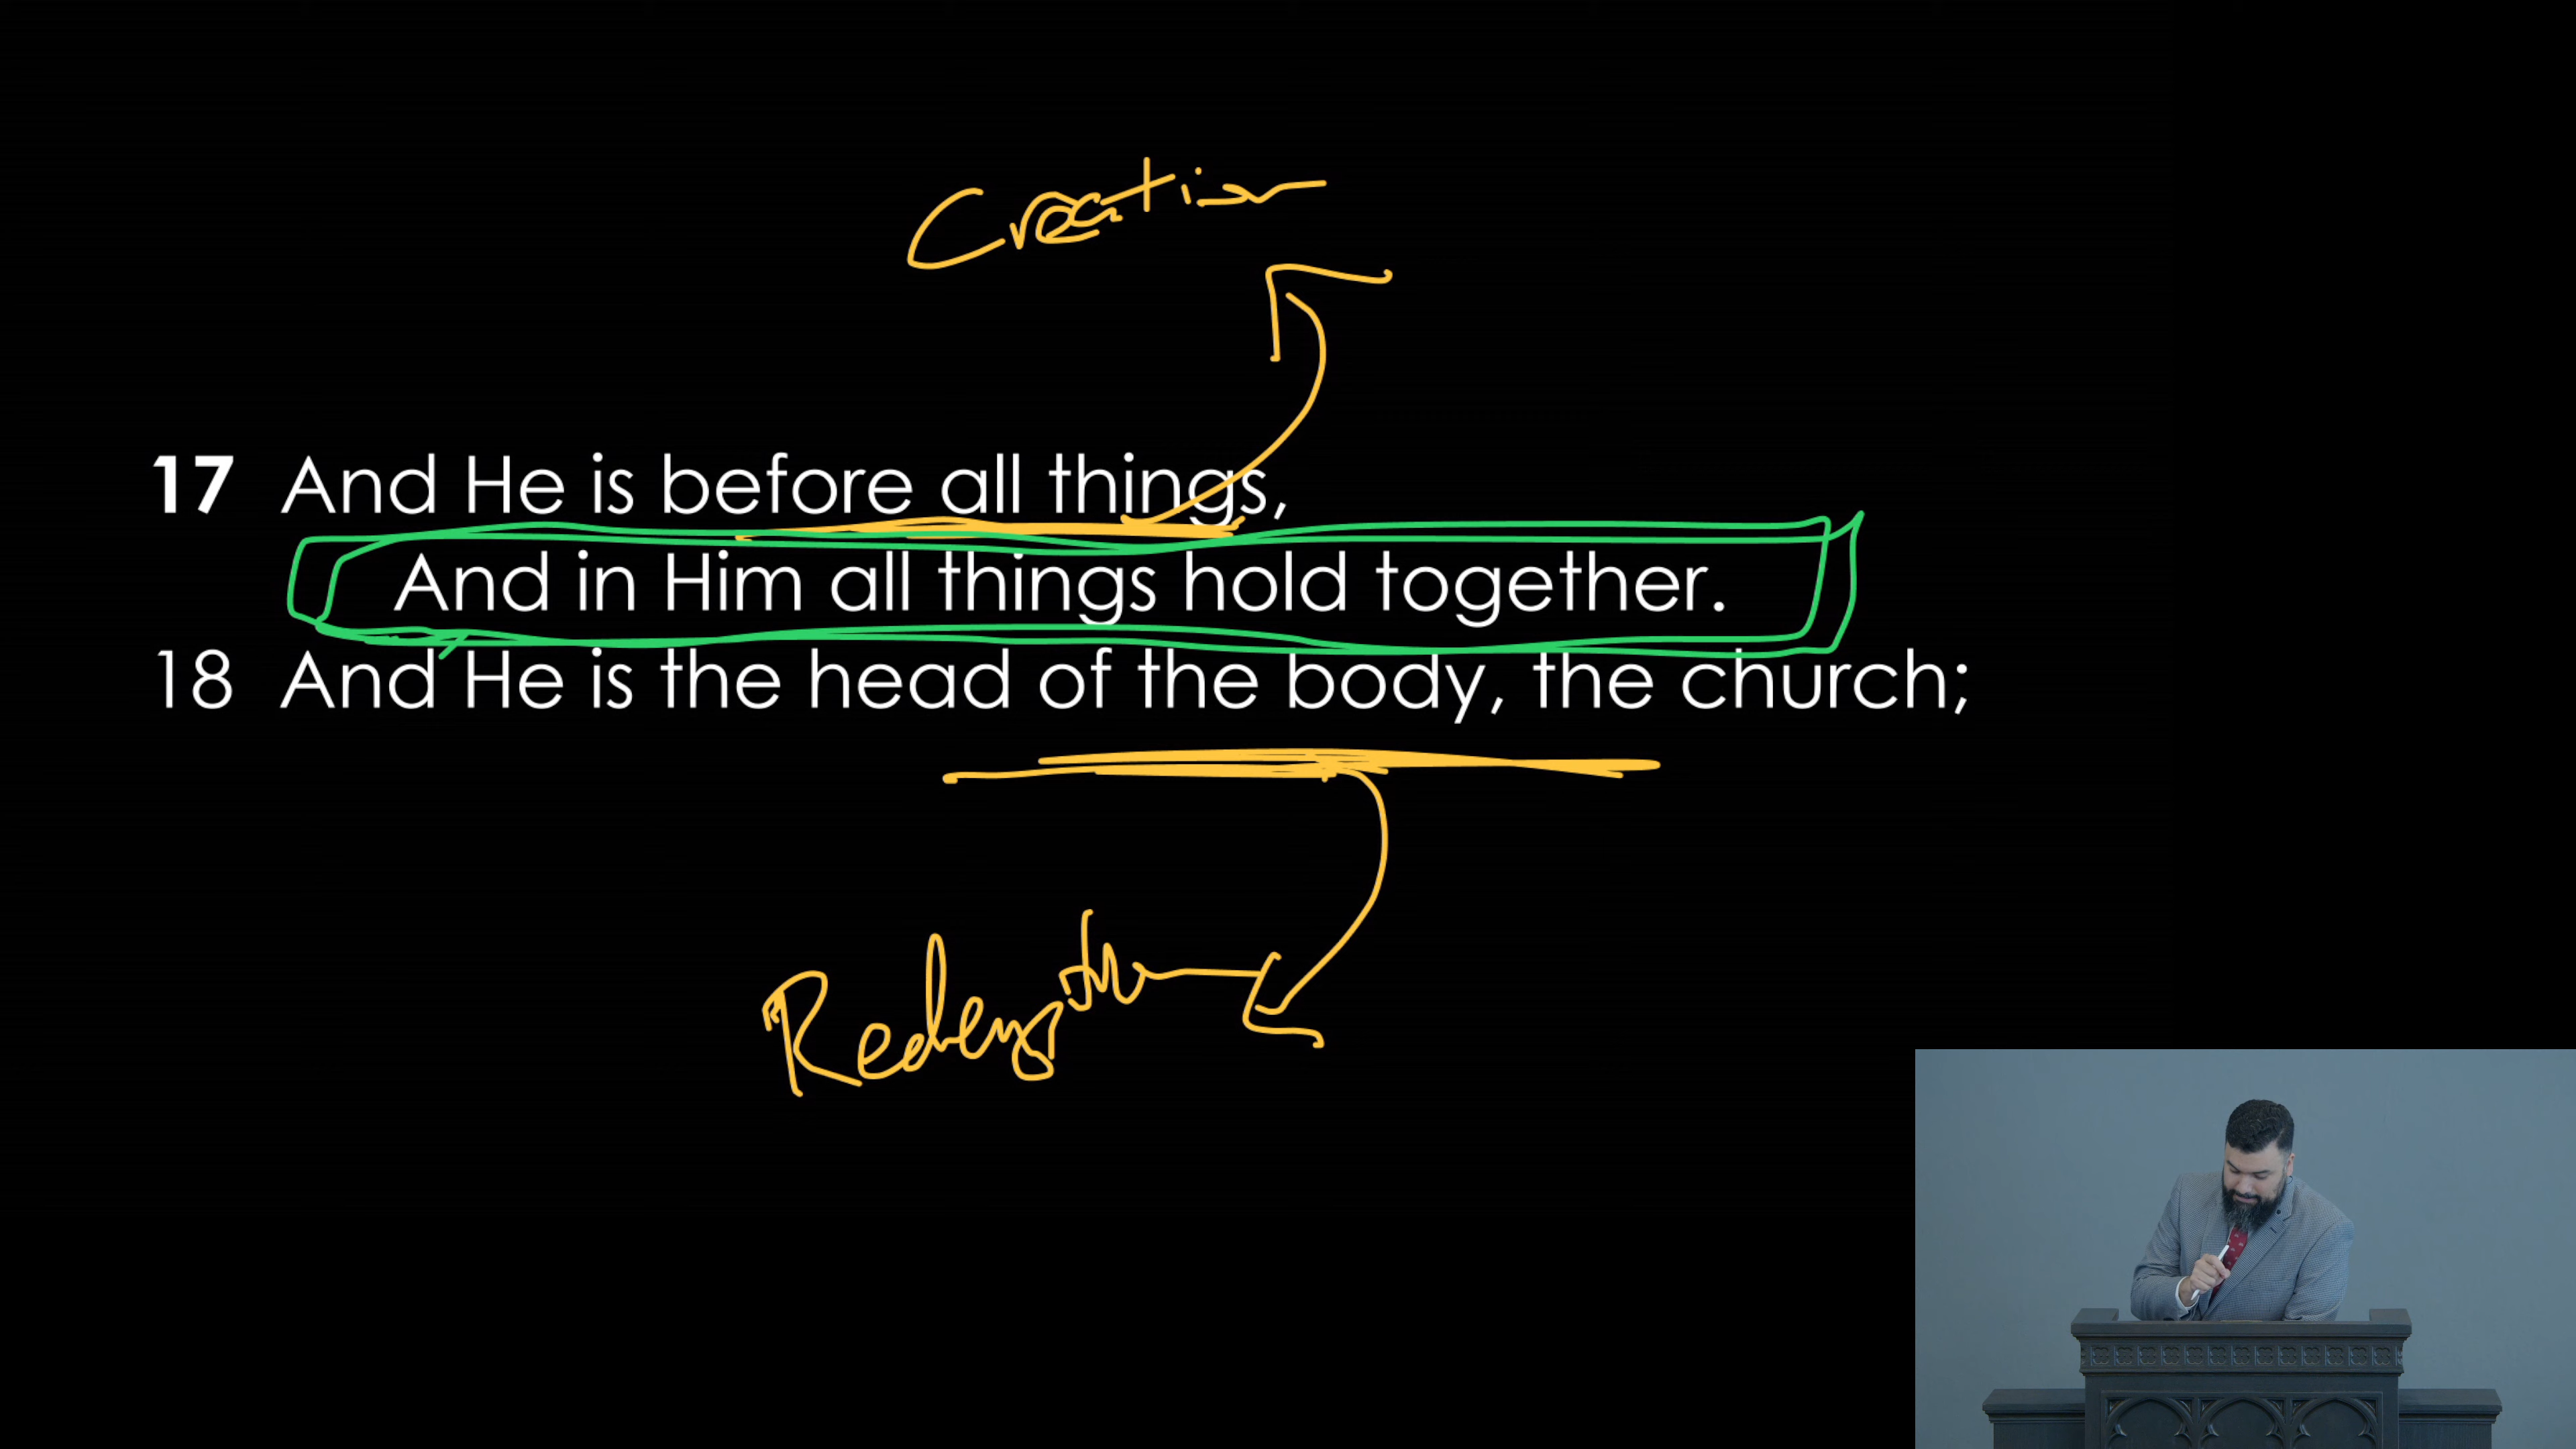 Creation
17 And He is before all things,
And in Him all things hold together.
18 And He is the head of the body, the church;
Redemption